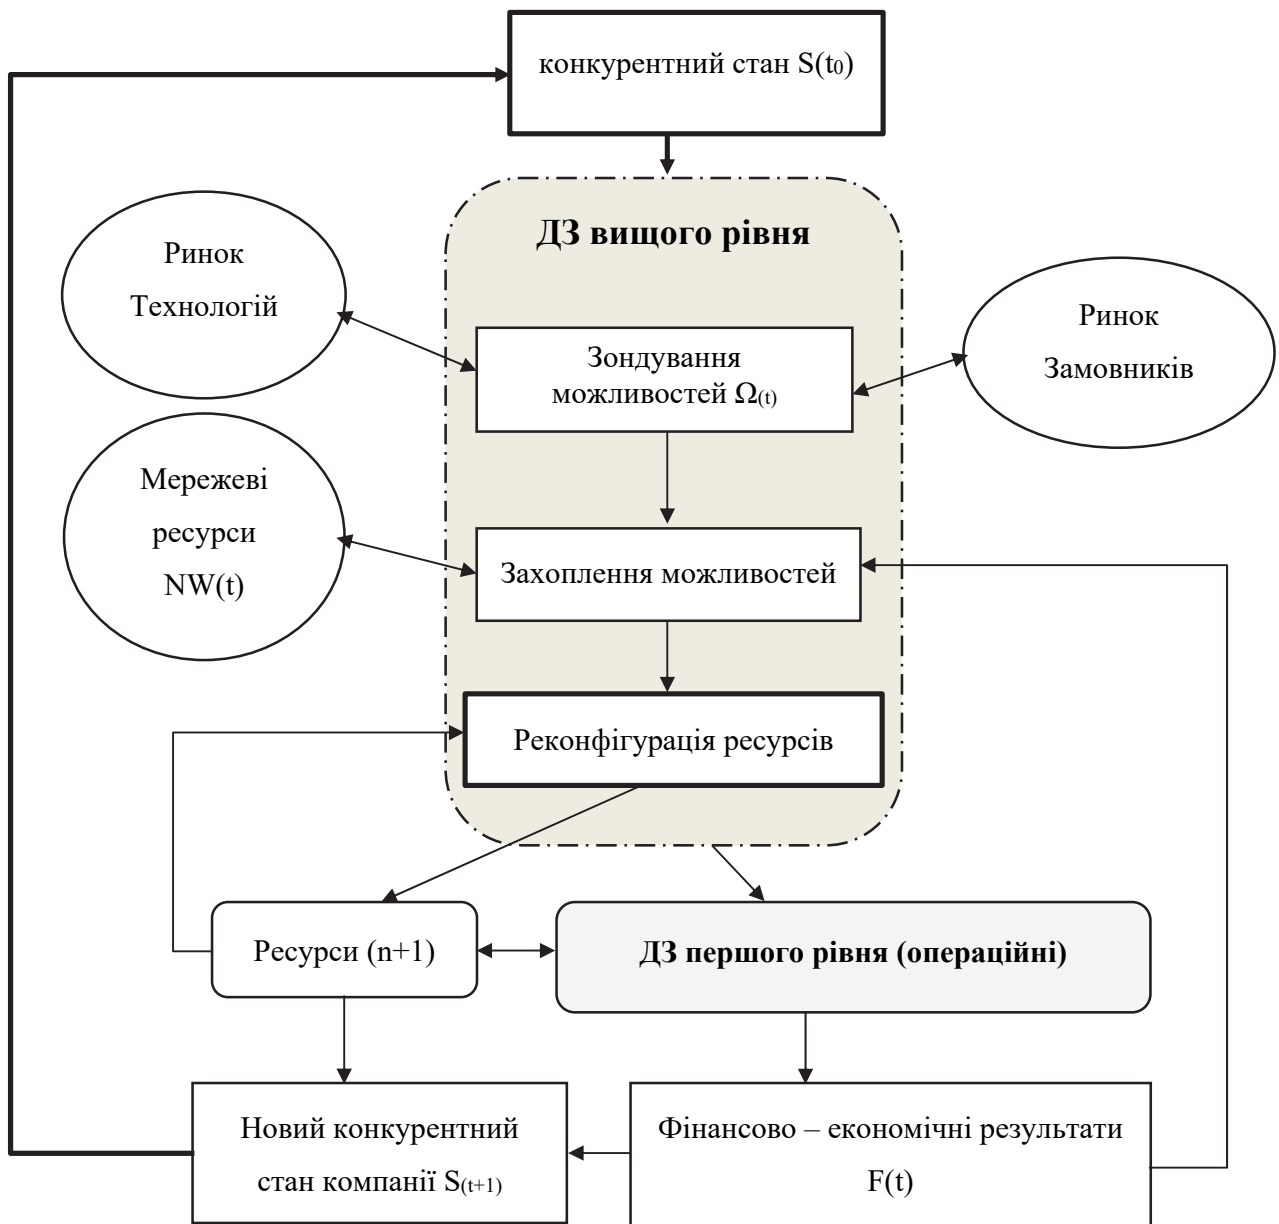 конкурентний стан S(t₀)
ДЗ вищого рівня
Ринок
Технологій
Ринок
Замовників
Зондування
можливостей Ω₍ₜ₎
Мережеві
ресурси
NW(t)
Захоплення можливостей
Реконфігурація ресурсів
Ресурси (n+1)
ДЗ першого рівня (операційні)
Новий конкурентний
стан компанії S₍ₜ₊₁₎
Фінансово – економічні результати
F(t)